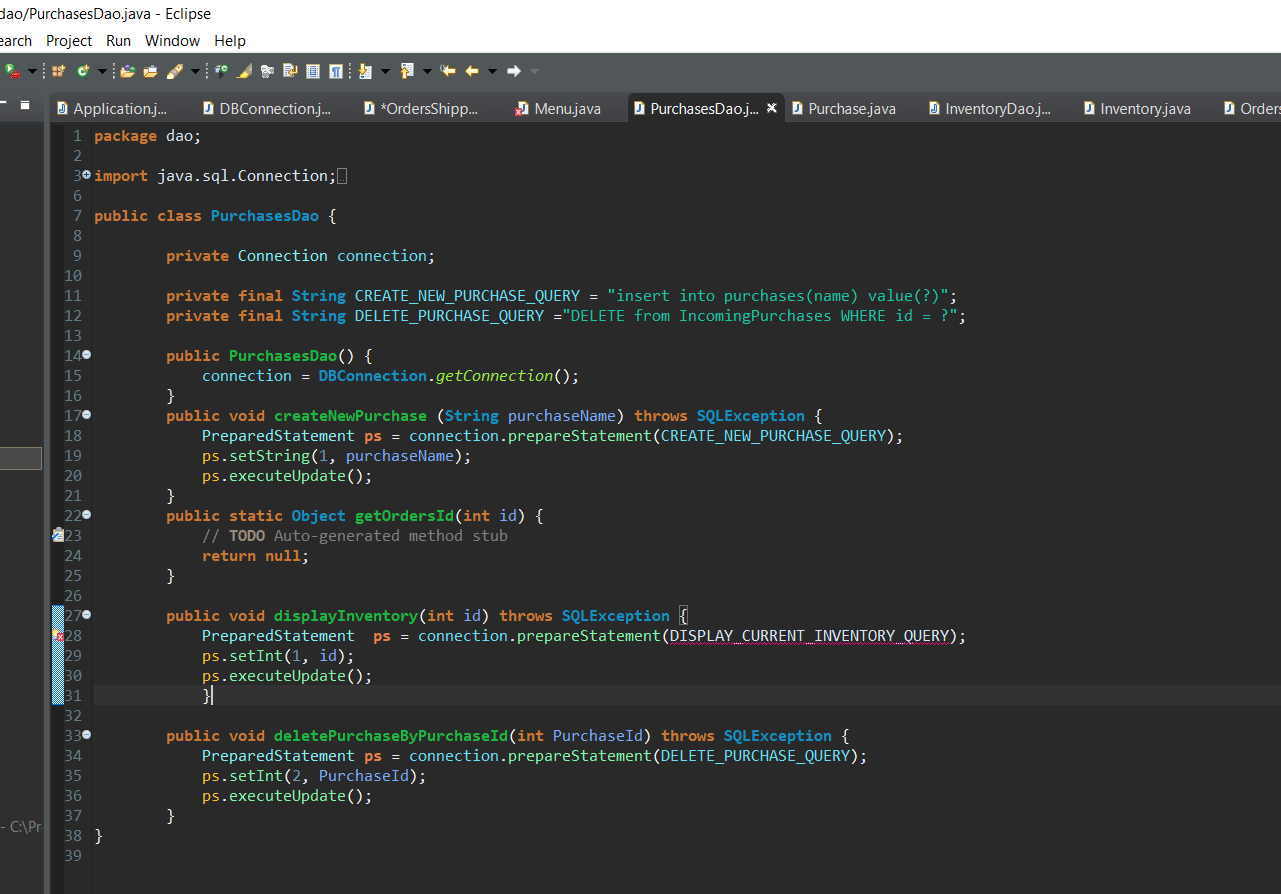 dao/PurchasesDao.java - Eclipse
earch Project Run Window Help
Application.j... DBConnection.j... *OrdersShipp... Menu.java PurchasesDao.j... Purchase.java InventoryDao.j... Inventory.java Orders
1 package dao;
2
3 import java.sql.Connection;
6
7 public class PurchasesDao {
8
9 private Connection connection;
10
11 private final String CREATE_NEW_PURCHASE_QUERY = "insert into purchases(name) value(?)";
12 private final String DELETE_PURCHASE_QUERY ="DELETE from IncomingPurchases WHERE id = ?";
13
14 public PurchasesDao() {
15 connection = DBConnection.getConnection();
16 }
17 public void createNewPurchase (String purchaseName) throws SQLException {
18 PreparedStatement ps = connection.prepareStatement(CREATE_NEW_PURCHASE_QUERY);
19 ps.setString(1, purchaseName);
20 ps.executeUpdate();
21 }
22 public static Object getOrdersId(int id) {
23 // TODO Auto-generated method stub
24 return null;
25 }
26
27 public void displayInventory(int id) throws SQLException {
28 PreparedStatement  ps = connection.prepareStatement(DISPLAY_CURRENT_INVENTORY_QUERY);
29 ps.setInt(1, id);
30 ps.executeUpdate();
31 }
32
33 public void deletePurchaseByPurchaseId(int PurchaseId) throws SQLException {
34 PreparedStatement ps = connection.prepareStatement(DELETE_PURCHASE_QUERY);
35 ps.setInt(2, PurchaseId);
36 ps.executeUpdate();
37 }
- C:\Pr
38 }
39